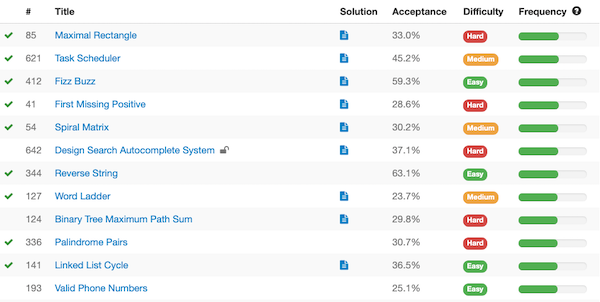 # Title Solution Acceptance Difficulty Frequency ?
85 Maximal Rectangle 33.0% Hard
621 Task Scheduler 45.2% Medium
412 Fizz Buzz 59.3% Easy
41 First Missing Positive 28.6% Hard
54 Spiral Matrix 30.2% Medium
642 Design Search Autocomplete System 37.1% Hard
344 Reverse String 63.1% Easy
127 Word Ladder 23.7% Medium
124 Binary Tree Maximum Path Sum 29.8% Hard
336 Palindrome Pairs 30.7% Hard
141 Linked List Cycle 36.5% Easy
193 Valid Phone Numbers 25.1% Easy